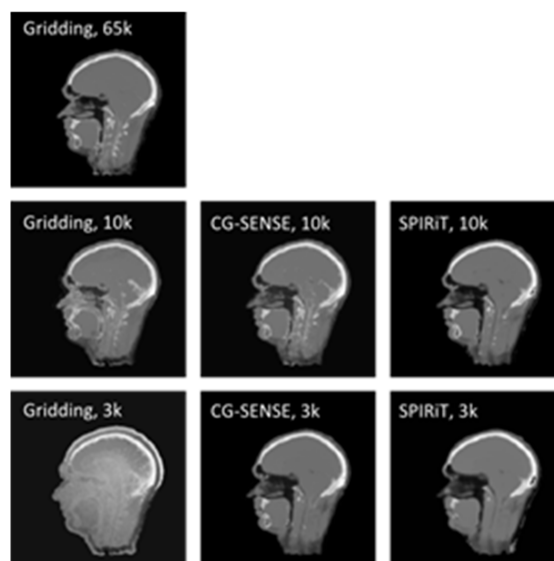 Gridding, 65k
Gridding, 10k
CG-SENSE, 10k
SPIRiT, 10k
Gridding, 3k
CG-SENSE, 3k
SPIRiT, 3k